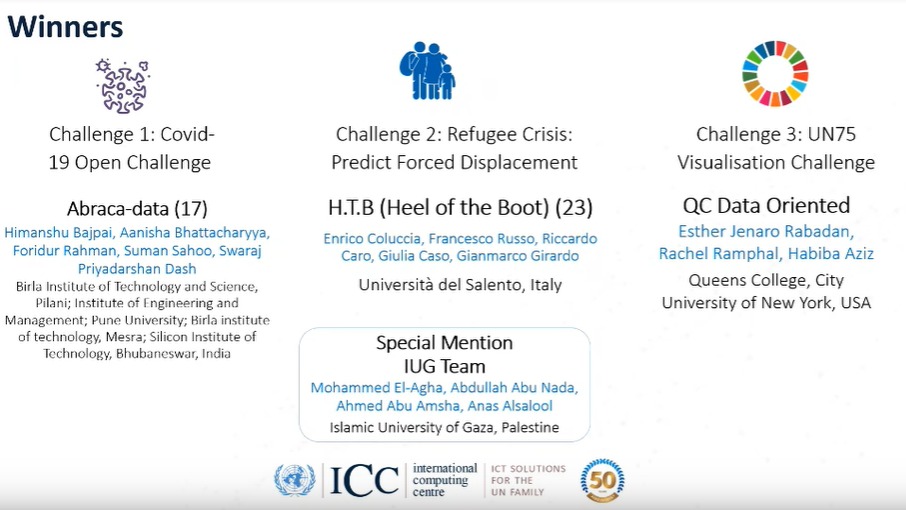 Winners
Challenge 1: Covid-
19 Open Challenge
Abraca-data (17)
Himanshu Bajpai, Aanisha Bhattacharyya,
Foridur Rahman, Suman Sahoo, Swaraj
Priyadarshan Dash
Birla Institute of Technology and Science,
Pilani; Institute of Engineering and
Management; Pune University; Birla institute
of technology, Mesra; Silicon Institute of
Technology, Bhubaneswar, India
Challenge 2: Refugee Crisis:
Predict Forced Displacement
H.T.B (Heel of the Boot) (23)
Enrico Coluccia, Francesco Russo, Riccardo
Caro, Giulia Caso, Gianmarco Girardo
Università del Salento, Italy
Special Mention
IUG Team
Mohammed El-Agha, Abdullah Abu Nada,
Ahmed Abu Amsha, Anas Alsalool
Islamic University of Gaza, Palestine
Challenge 3: UN75
Visualisation Challenge
QC Data Oriented
Esther Jenaro Rabadan,
Rachel Ramphal, Habiba Aziz
Queens College, City
University of New York, USA
ICC
international
computing
centre
ICT SOLUTIONS
FOR THE
UN FAMILY
50